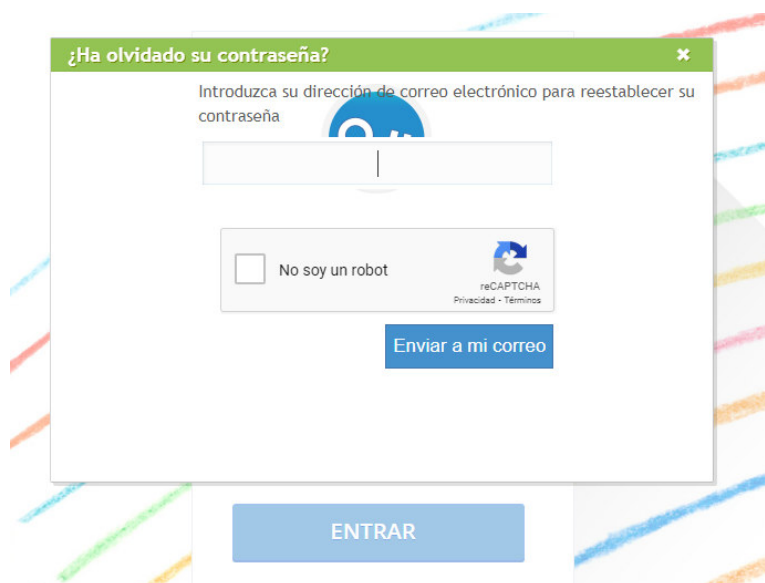 ¿Ha olvidado su contraseña?
Introduzca su dirección de correo electrónico para reestablecer su
contraseña
No soy un robot
reCAPTCHA
Privacidad - Términos
Enviar a mi correo
ENTRAR